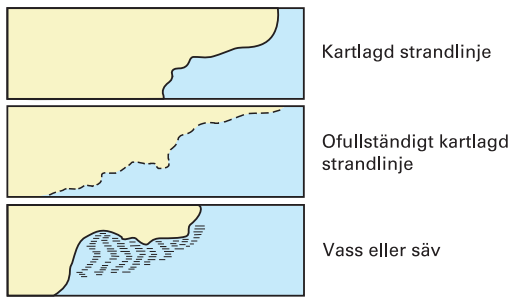 Kartlagd strandlinje
Ofullständigt kartlagd
strandlinje
Vass eller säv